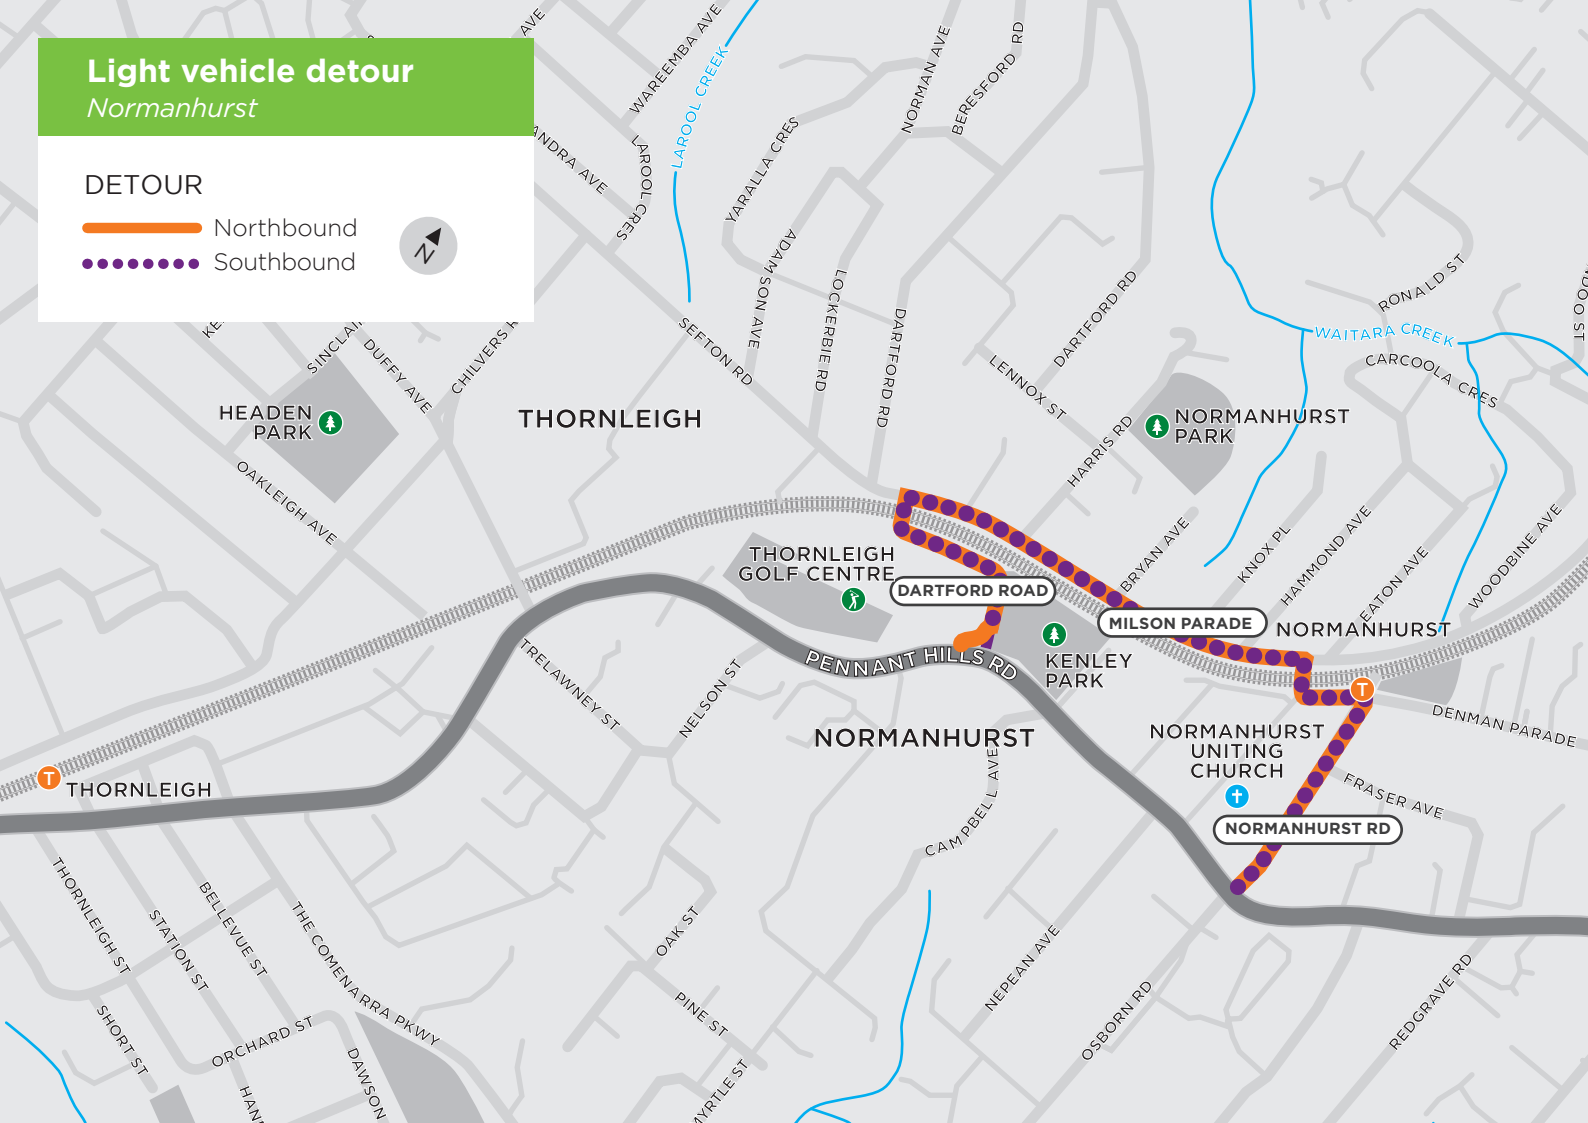 Light vehicle detour
Normanhurst
DETOUR
Northbound
Southbound
N
AVE
WAREEMBA AVE
LAROOL CREEK
NORMAN AVE
BERESFORD RD
LAROOL CRES
YARALLA CRES
ADAMSON AVE
LOCKERBIE RD
DARTFORD RD
DARTFORD RD
SEFTON RD
LENNOX ST
HARRIS RD
RONALD ST
WAITARA CREEK
CARCOOLA CRES
DUFFY AVE
HEADEN
PARK
THORNLEIGH
NORMANHURST
PARK
OAKLEIGH AVE
THORNLEIGH
GOLF CENTRE
DARTFORD ROAD
BRYAN AVE
KNOX PL
HAMMOND AVE
EATON AVE
WOODBINE AVE
MILSON PARADE
NORMANHURST
KENLEY
PARK
PENNANT HILLS RD
TRELAWNEY ST
NELSON ST
NORMANHURST
T
DENMAN PARADE
NORMANHURST
UNITING
CHURCH
FRASER AVE
T
THORNLEIGH
NORMANHURST RD
CAMPBELL AVE
THORNLEIGH ST
STATION ST
BELLEVUE ST
THE COMENARRA PKWY
OAK ST
NEPEAN AVE
OSBORN RD
REDGRAVE RD
PINE ST
SHORT ST
ORCHARD ST
DAWSON
MYRTLE ST